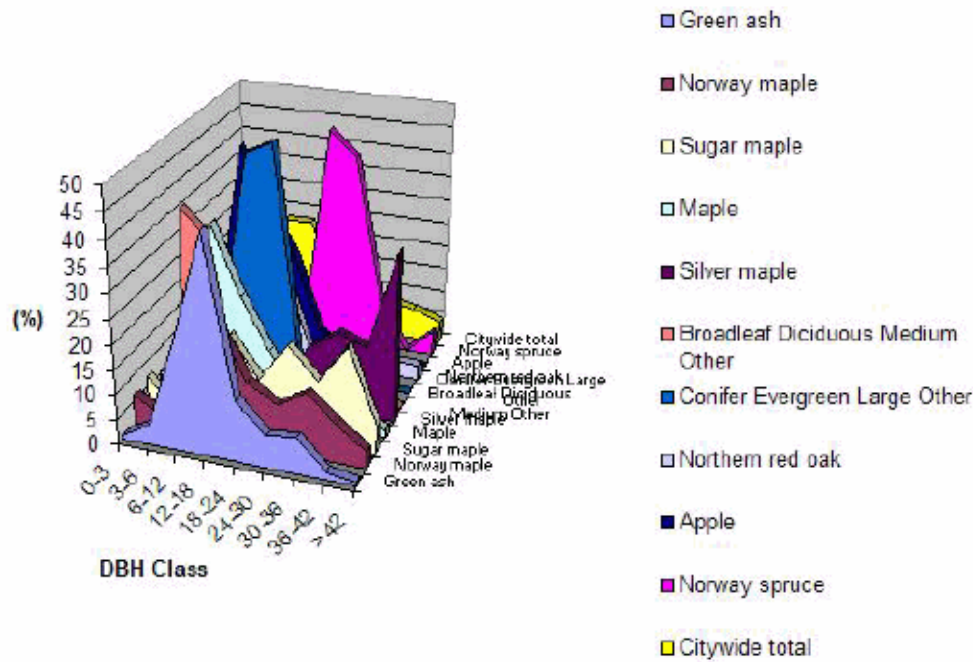 50
45
40
35
30
25
20
15
10
5
0
(%)
0-3
3-6
6-12
12-18
18-24
24-30
30-36
36-42
>42
DBH Class
Citywide total
Norway spruce
Apple
Northern red oak
Conifer Evergreen Large
Other
Broadleaf Diciduous
Medium Other
Silver maple
Maple
Sugar maple
Norway maple
Green ash
Green ash
Norway maple
Sugar maple
Maple
Silver maple
Broadleaf Diciduous Medium
Other
Conifer Evergreen Large Other
Northern red oak
Apple
Norway spruce
Citywide total